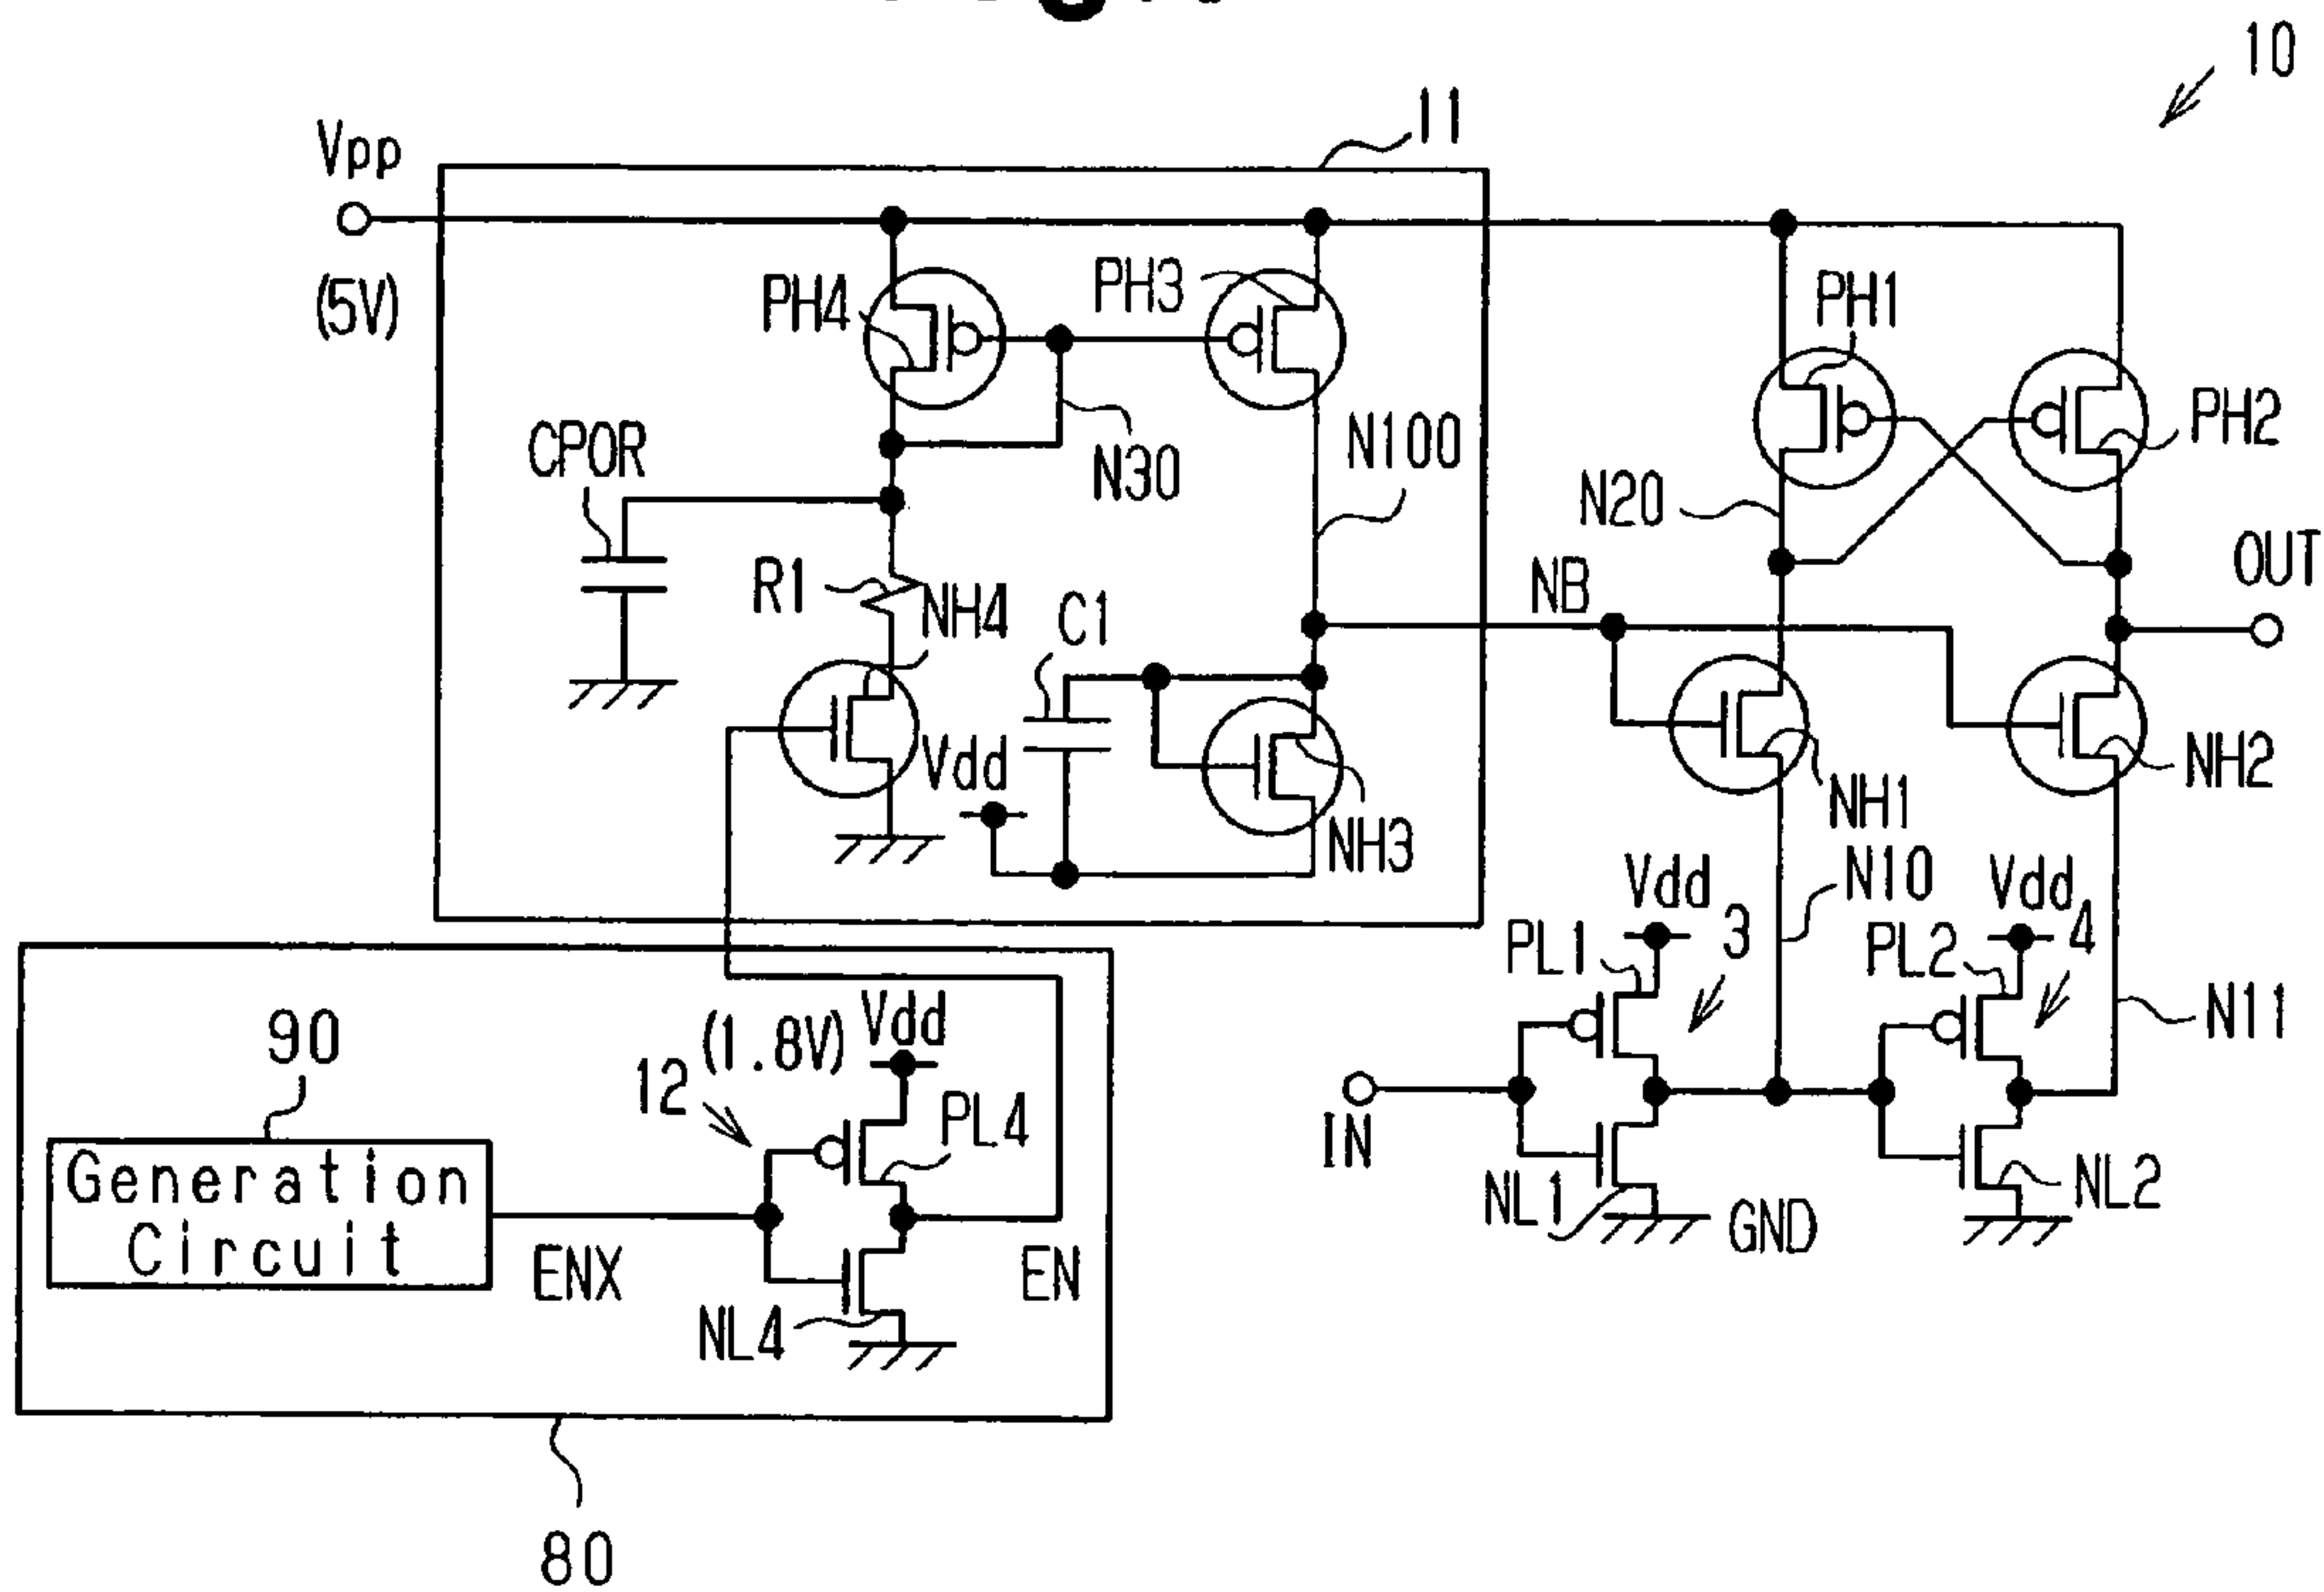 10
11
Vpp
(5V)
PH4
PH3
PH1
PH2
CPOR
N30
N100
N20
OUT
R1
NH4
C1
NB
Vdd
NH3
NH1
NH2
Vdd
N10
Vdd
PL1
3
PL2
4
N11
90
(1.8V)
Vdd
12
PL4
IN
Generation
Circuit
ENX
EN
NL1
GND
NL2
NL4
80